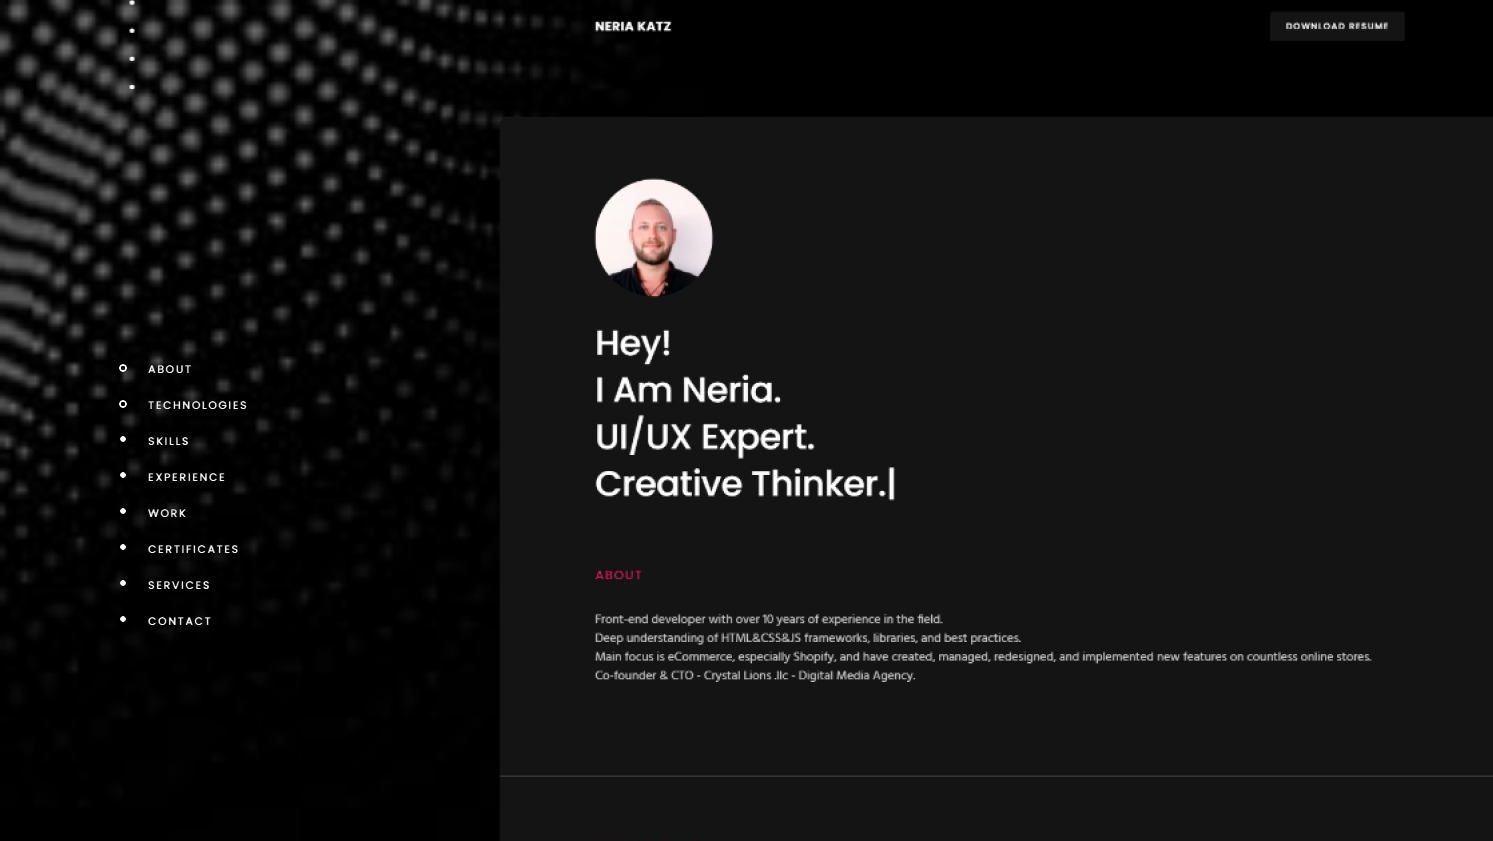 NERIA KATZ
DOWNLOAD RESUME
ABOUT
TECHNOLOGIES
SKILLS
EXPERIENCE
WORK
CERTIFICATES
SERVICES
CONTACT
Hey!
I Am Neria.
UI/UX Expert.
Creative Thinker.|
ABOUT
Front-end developer with over 10 years of experience in the field.
Deep understanding of HTML&CSS&JS frameworks, libraries, and best practices.
Main focus is eCommerce, especially Shopify, and have created, managed, redesigned, and implemented new features on countless online stores.
Co-founder & CTO - Crystal Lions .llc - Digital Media Agency.